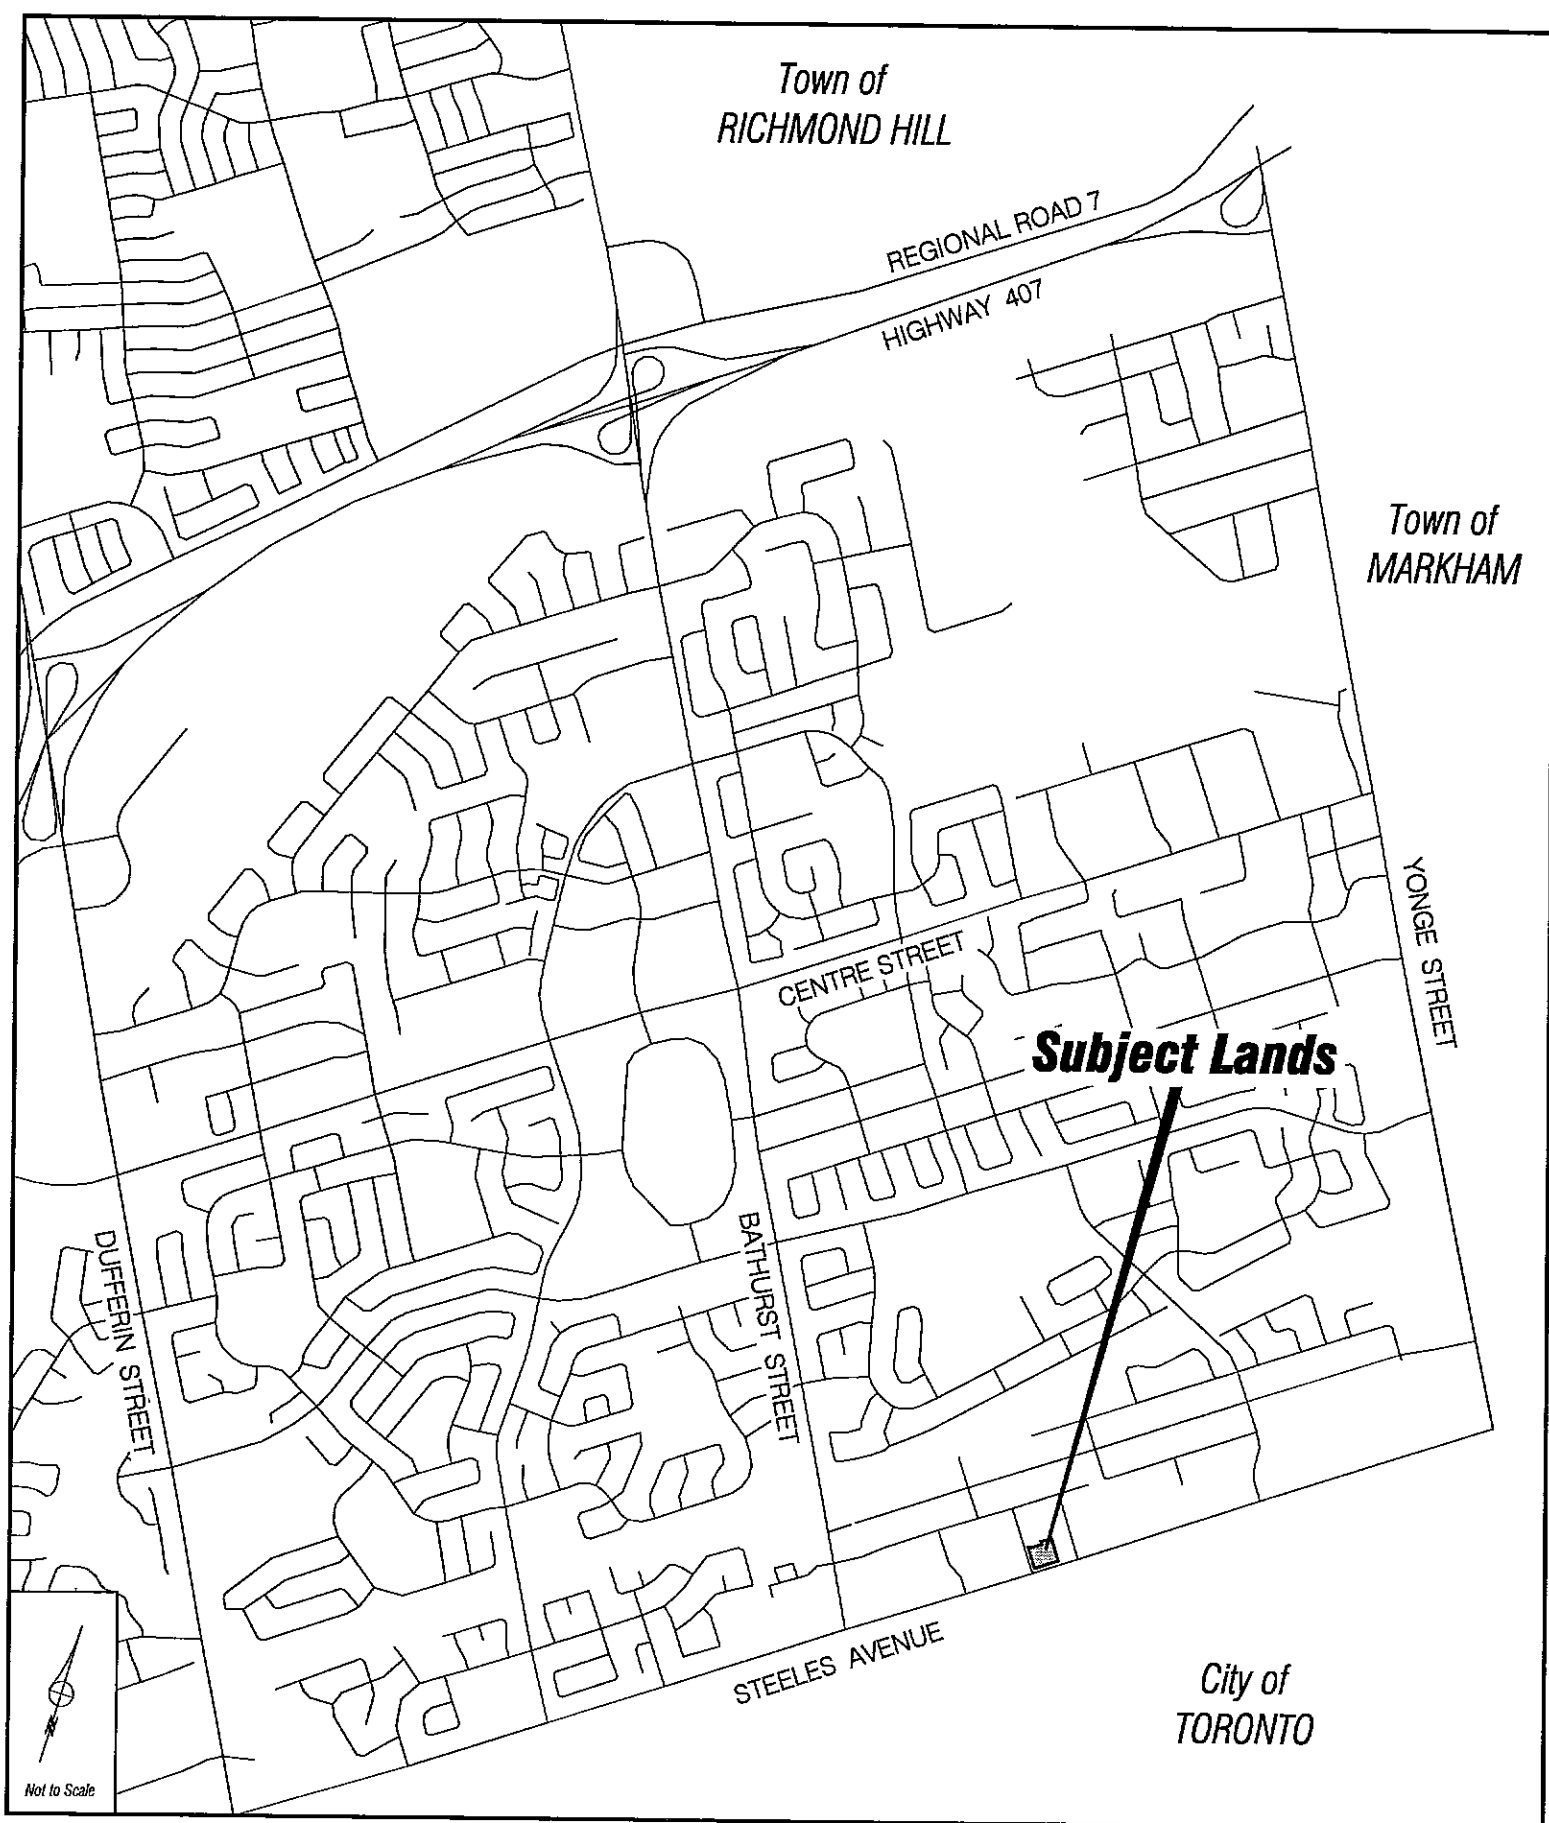 Town of
RICHMOND HILL
REGIONAL ROAD 7
HIGHWAY 407
Town of
MARKHAM
YONGE STREET
CENTRE STREET
Subject Lands
DUFFERIN STREET
BATHURST STREET
STEELES AVENUE
City of
TORONTO
N
Not to Scale